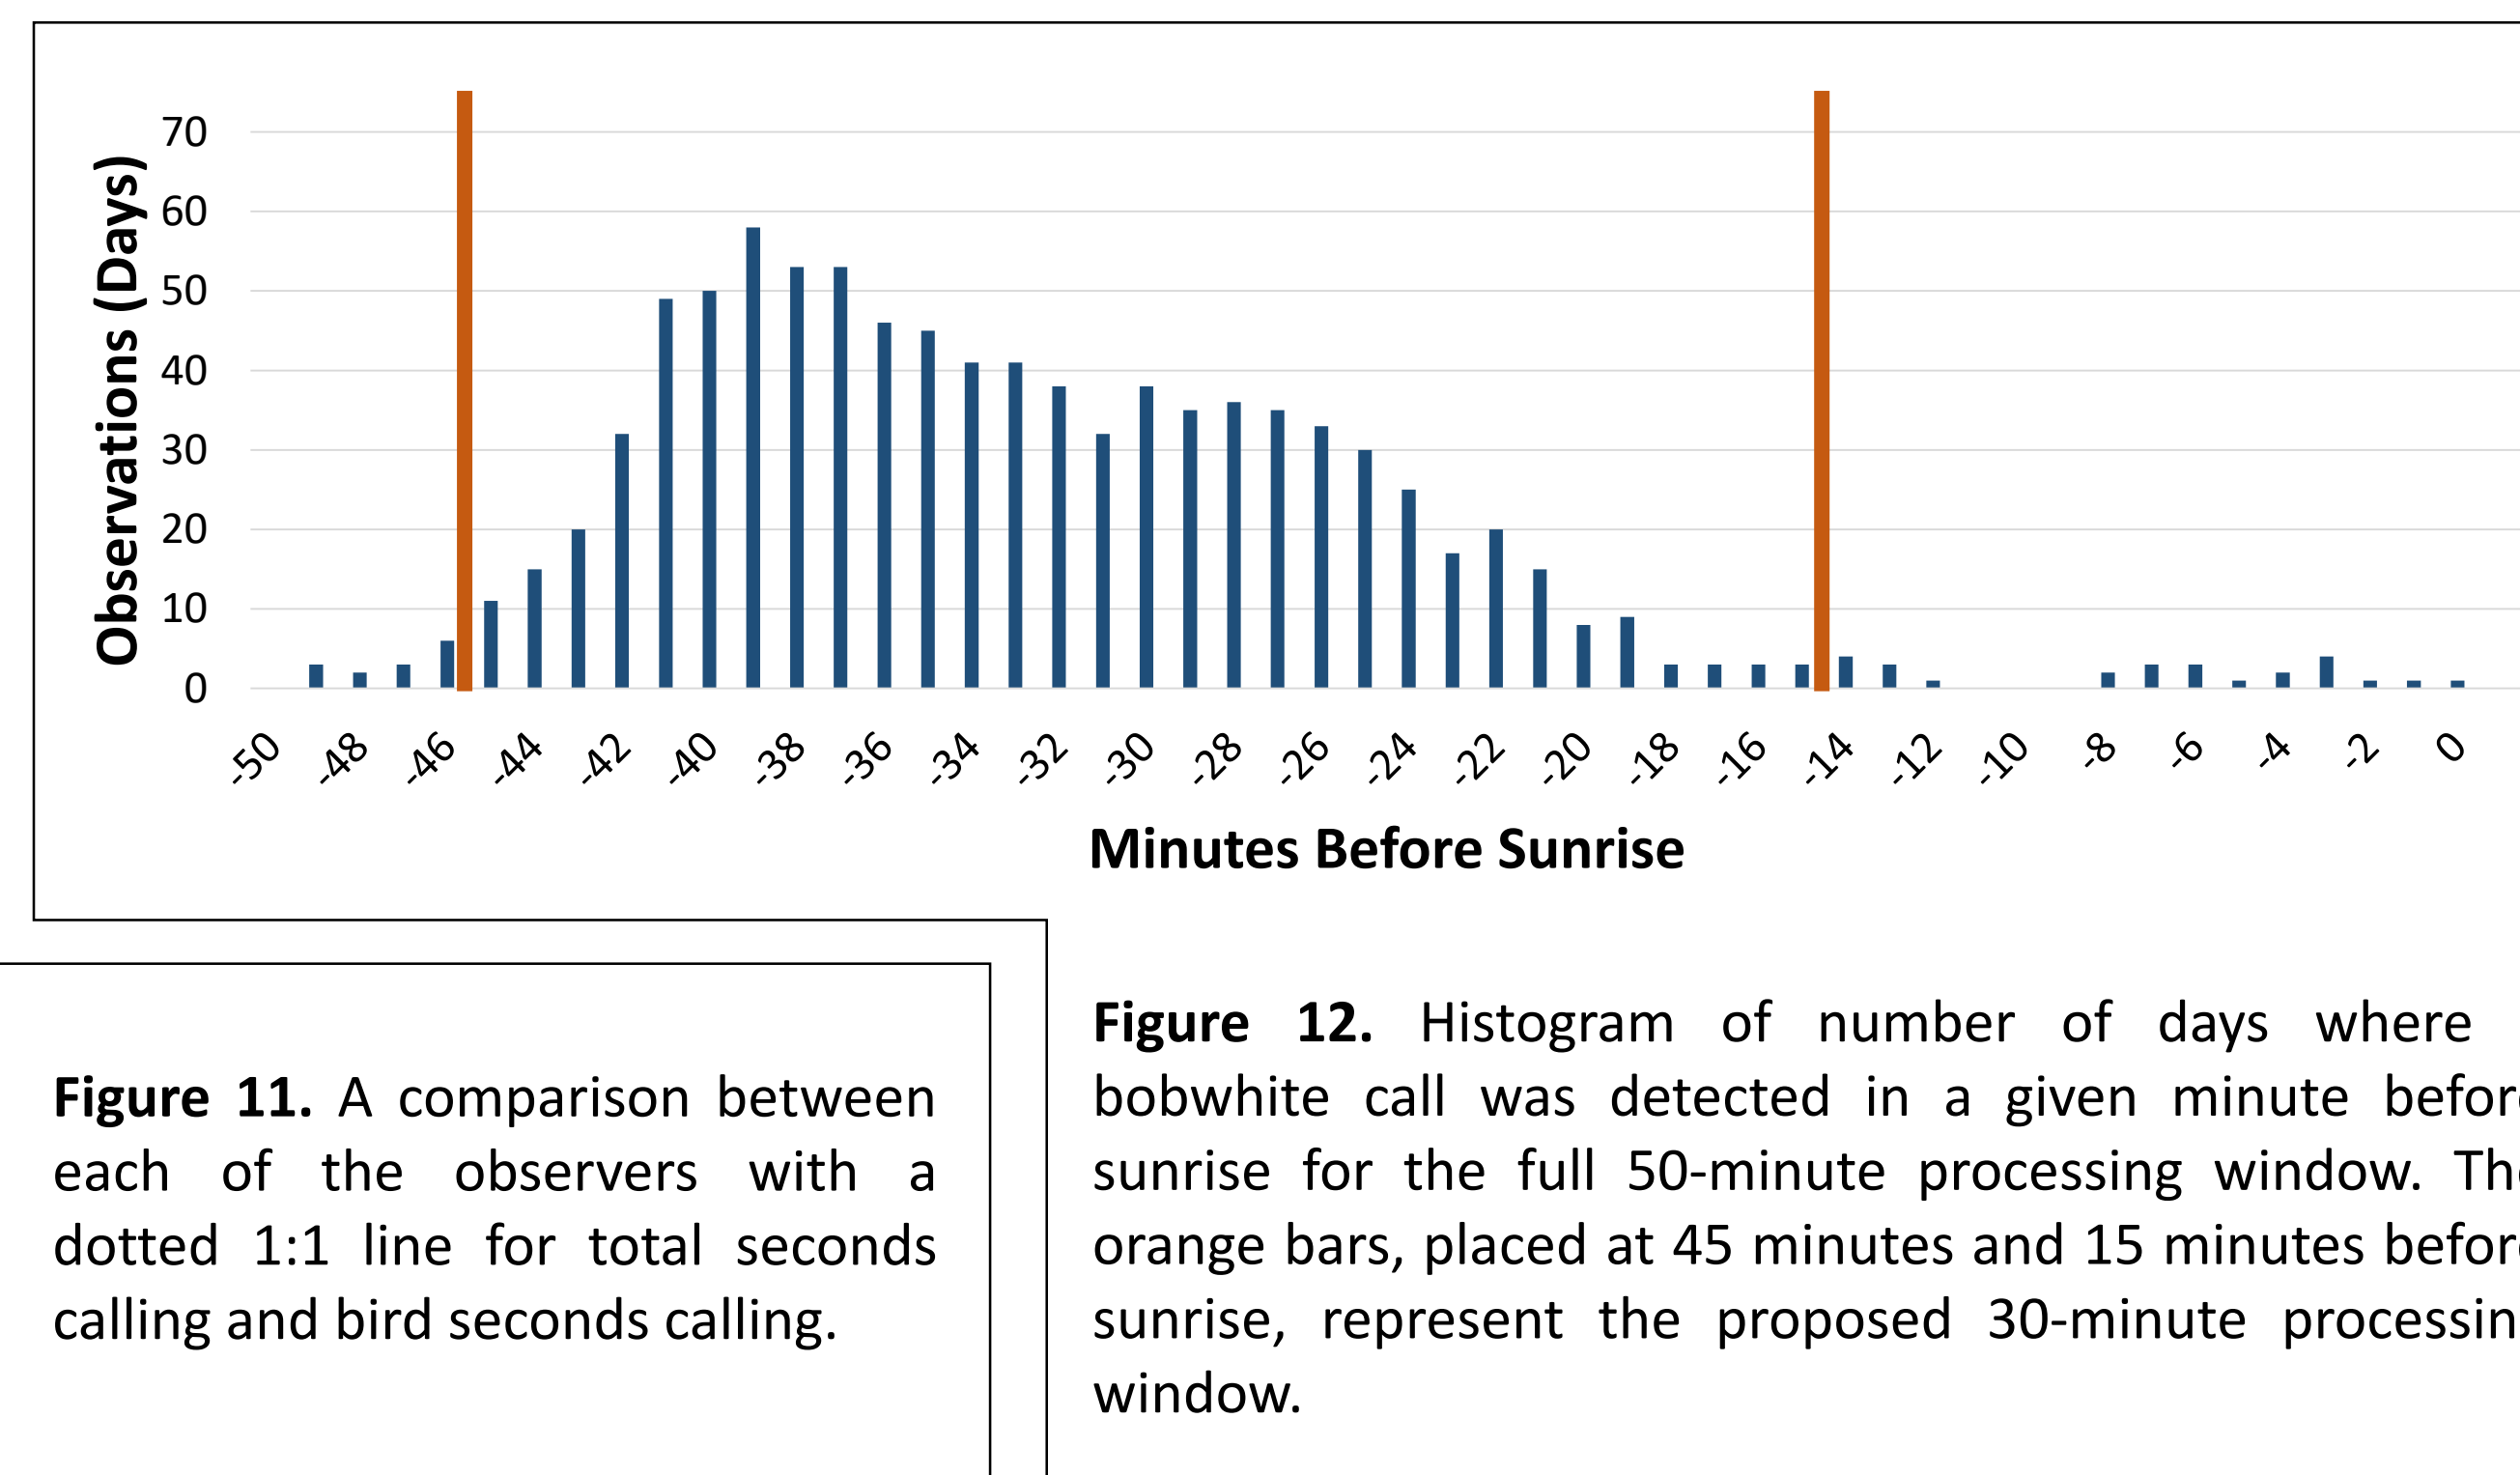 70
60
50
40
30
20
10
0
Observations (Days)
-50 -48 -46 -44 -42 -40 -38 -36 -34 -32 -30 -28 -26 -24 -22 -20 -18 -16 -14 -12 -10 -8 -6 -4 -2 0
Minutes Before Sunrise
Figure 11. A comparison between
each of the observers with a
dotted 1:1 line for total seconds
calling and bird seconds calling.
Figure 12. Histogram of number of days where
bobwhite call was detected in a given minute before
sunrise for the full 50-minute processing window. The
orange bars, placed at 45 minutes and 15 minutes before
sunrise, represent the proposed 30-minute processin
window.